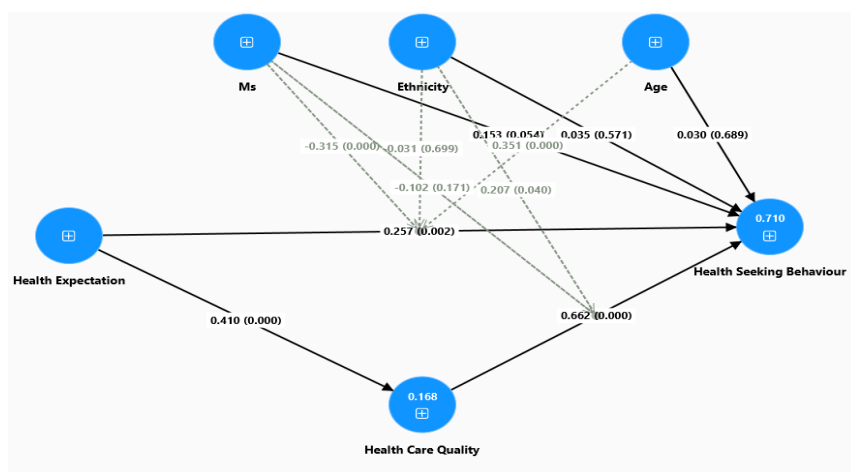 Ms
Ethnicity
Age
0.153 (0.054)
0.035 (0.571)
0.030 (0.689)
-0.315 (0.000)
-0.031 (0.699)
0.351 (0.000)
-0.102 (0.171)
0.207 (0.040)
0.710
0.257 (0.002)
Health Expectation
Health Seeking Behaviour
0.410 (0.000)
0.662 (0.000)
0.168
Health Care Quality